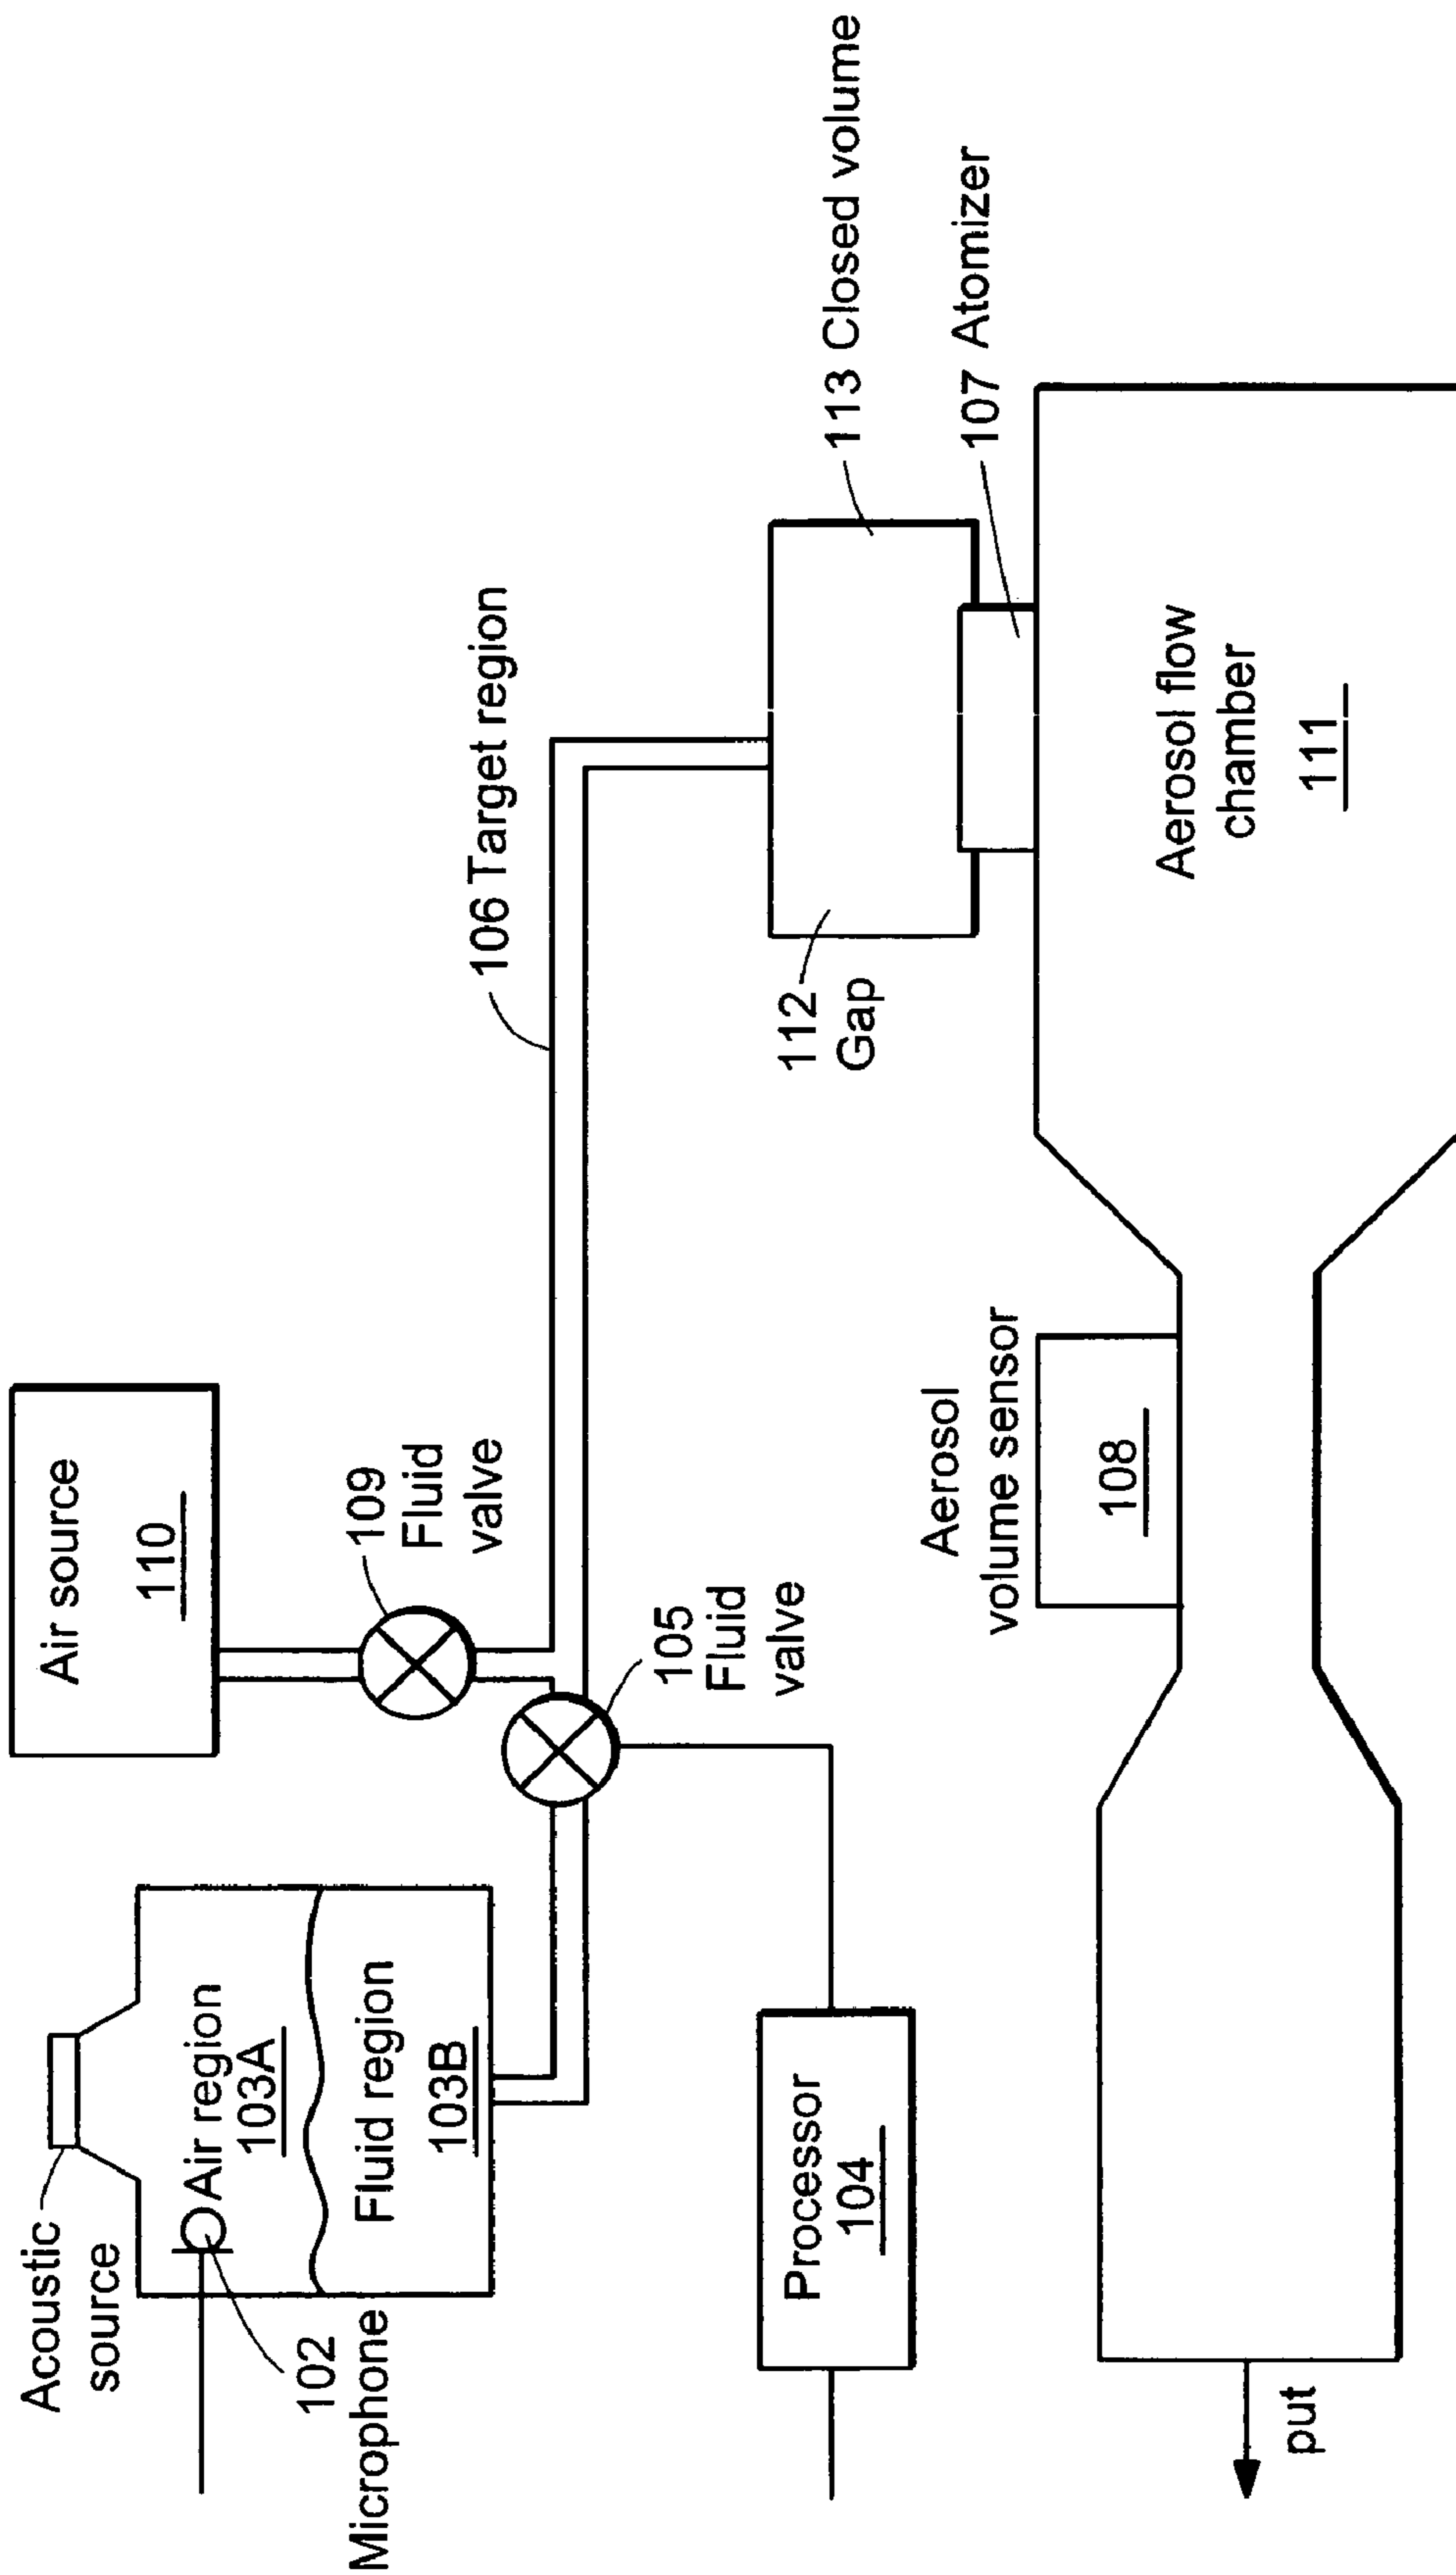 Acoustic
source
Air region
103A
Fluid region
103B
102
Microphone
Air source
110
109
Fluid
valve
105
Fluid
valve
106 Target region
Processor
104
112
Gap
113 Closed volume
107 Atomizer
Aerosol
volume sensor
108
Aerosol flow
chamber
111
put